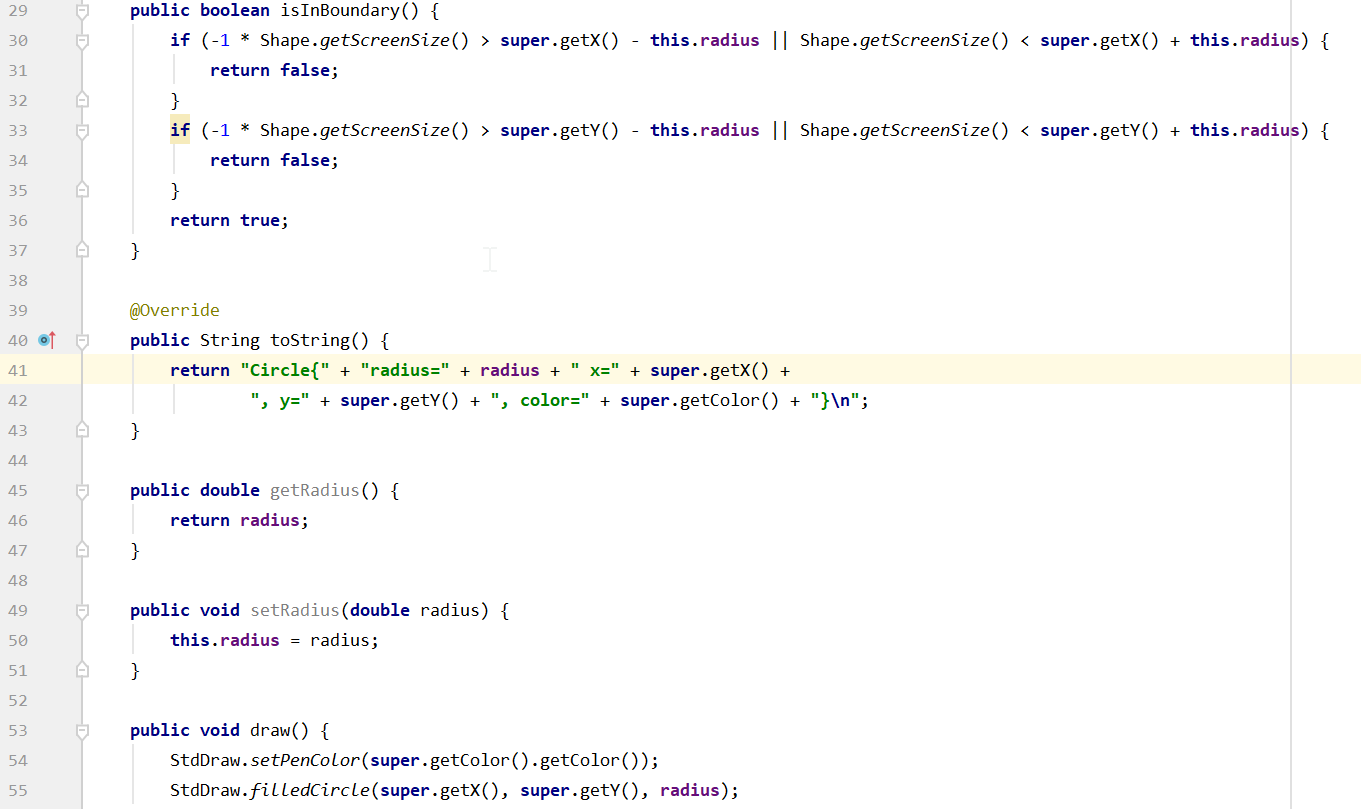 29 public boolean isInBoundary() {
30 if (-1 * Shape.getScreenSize() > super.getX() - this.radius || Shape.getScreenSize() < super.getX() + this.radius) {
31 return false;
32 }
33 if (-1 * Shape.getScreenSize() > super.getY() - this.radius || Shape.getScreenSize() < super.getY() + this.radius) {
34 return false;
35 }
36 return true;
37 }
38
39 @Override
40 public String toString() {
41 return "Circle{" + "radius=" + radius + " x=" + super.getX() +
42 ", y=" + super.getY() + ", color=" + super.getColor() + "}\n";
43 }
44
45 public double getRadius() {
46 return radius;
47 }
48
49 public void setRadius(double radius) {
50 this.radius = radius;
51 }
52
53 public void draw() {
54 StdDraw.setPenColor(super.getColor().getColor());
55 StdDraw.filledCircle(super.getX(), super.getY(), radius);